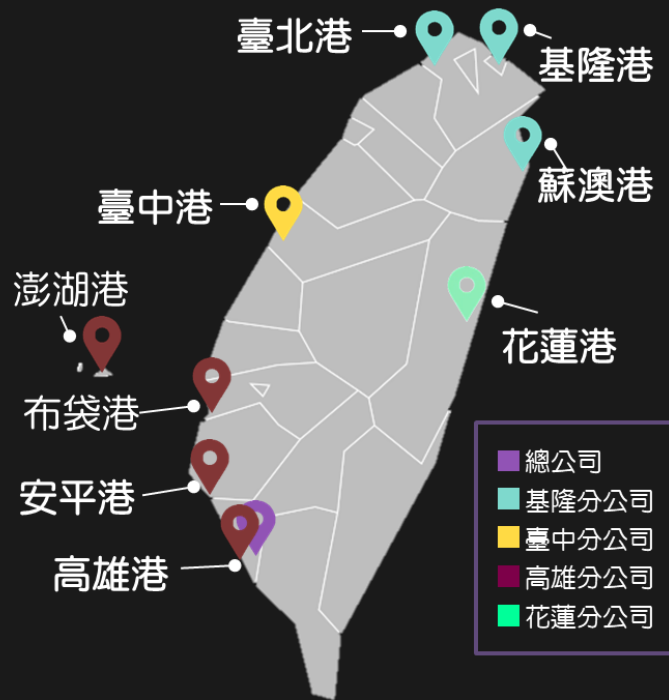 臺北港
基隆港
蘇澳港
臺中港
澎湖港
花蓮港
布袋港
安平港
高雄港
總公司
基隆分公司
臺中分公司
高雄分公司
花蓮分公司